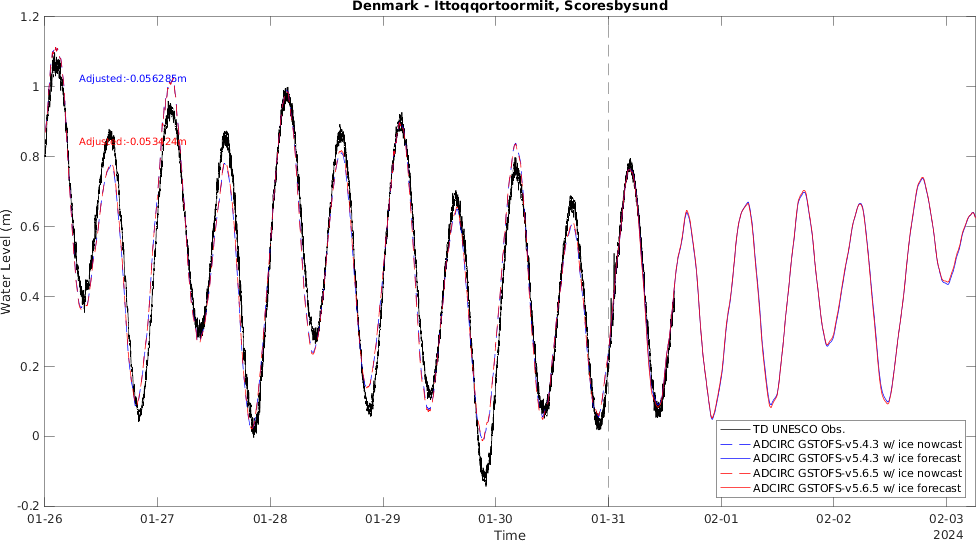 Denmark - Ittoqqortoormiit, Scoresbysund
1.2
1
0.8
0.6
0.4
0.2
0
-0.2
Water Level (m)
Adjusted:-0.056285m
Adjusted:-0.053424m
TD UNESCO Obs.
ADCIRC GSTOFS-v5.4.3 w/ ice nowcast
ADCIRC GSTOFS-v5.4.3 w/ ice forecast
ADCIRC GSTOFS-v5.6.5 w/ ice nowcast
ADCIRC GSTOFS-v5.6.5 w/ ice forecast
01-26 01-27 01-28 01-29 01-30 01-31 02-01 02-02 02-03
Time
2024